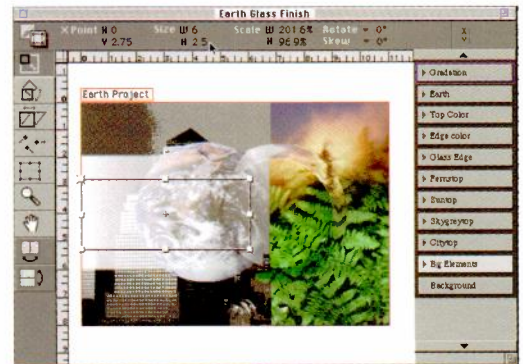 Earth Glass Finish
Point X 0 Size W 6 Scale W 201.6% Rotate 0°
Y 2.75 H 2.5 H 96.9% Skew 0°
X:
Y:
Earth Project
Gradation
Earth
Top Color
Edge color
Glass Edge
Fernstop
Suntop
Skygreytop
Citytop
Big Elements
Background